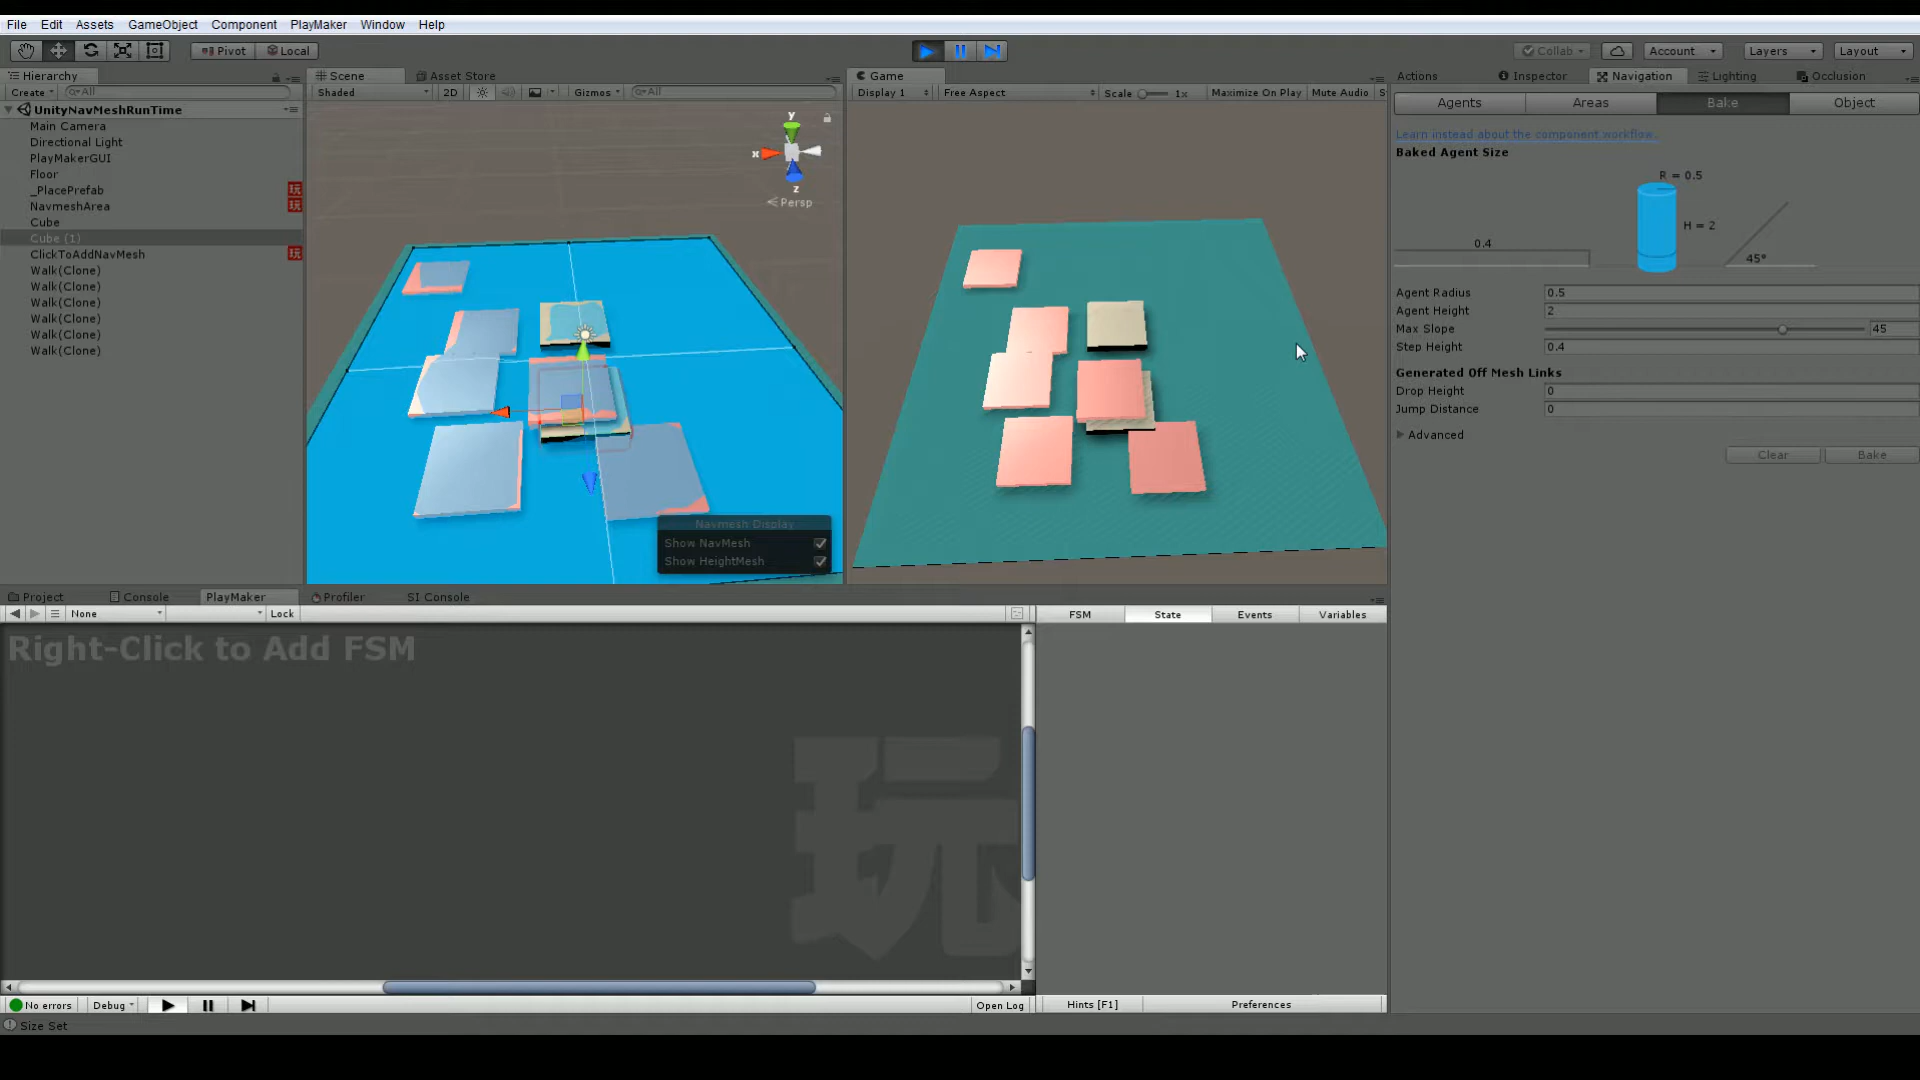 File Edit Assets GameObject Component PlayMaker Window Help
Pivot Local Collab Account Layers Layout
Hierarchy
Create All
UnityNavMeshRunTime
Main Camera
Directional Light
PlayMakerGUI
Floor
_PlacePrefab 玩
NavmeshArea 玩
Cube
Cube (1)
ClickToAddNavMesh 玩
Walk(Clone)
Walk(Clone)
Walk(Clone)
Walk(Clone)
Walk(Clone)
Walk(Clone)
Scene Asset Store
Shaded 2D Gizmos All
y
x
z
Persp
Navmesh Display
Show NavMesh
Show HeightMesh
Game
Display 1 Free Aspect Scale 1x Maximize On Play Mute Audio S
Actions Inspector Navigation Lighting Occlusion
Agents Areas Bake Object
Learn instead about the component workflow.
Baked Agent Size
R = 0.5
H = 2
0.4
45°
Agent Radius 0.5
Agent Height 2
Max Slope 45
Step Height 0.4
Generated Off Mesh Links
Drop Height 0
Jump Distance 0
Advanced
Clear Bake
Project Console PlayMaker Profiler SI Console
None Lock
Right-Click to Add FSM
玩
FSM State Events Variables
No errors Debug Open Log Hints [F1] Preferences
Size Set